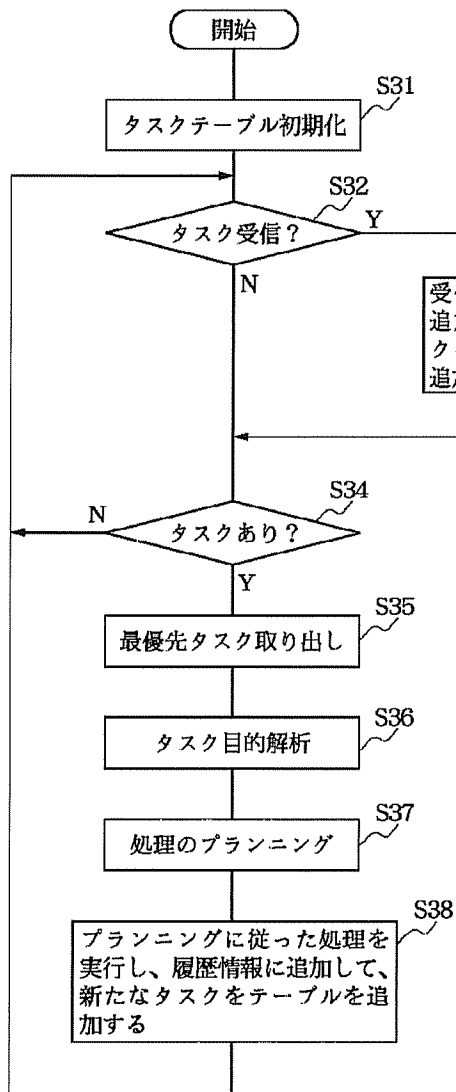 開始
S31
タスクテーブル初期化
S32
タスク受信?
Y
N
追
ク
追
S34
N
タスクあり?
Y
S35
最優先タスク取り出し
S36
タスク目的解析
S37
処理のプランニング
S38
プランニングに従った処理を
実行し、履歴情報に追加して、
新たなタスクをテーブルを追
加する